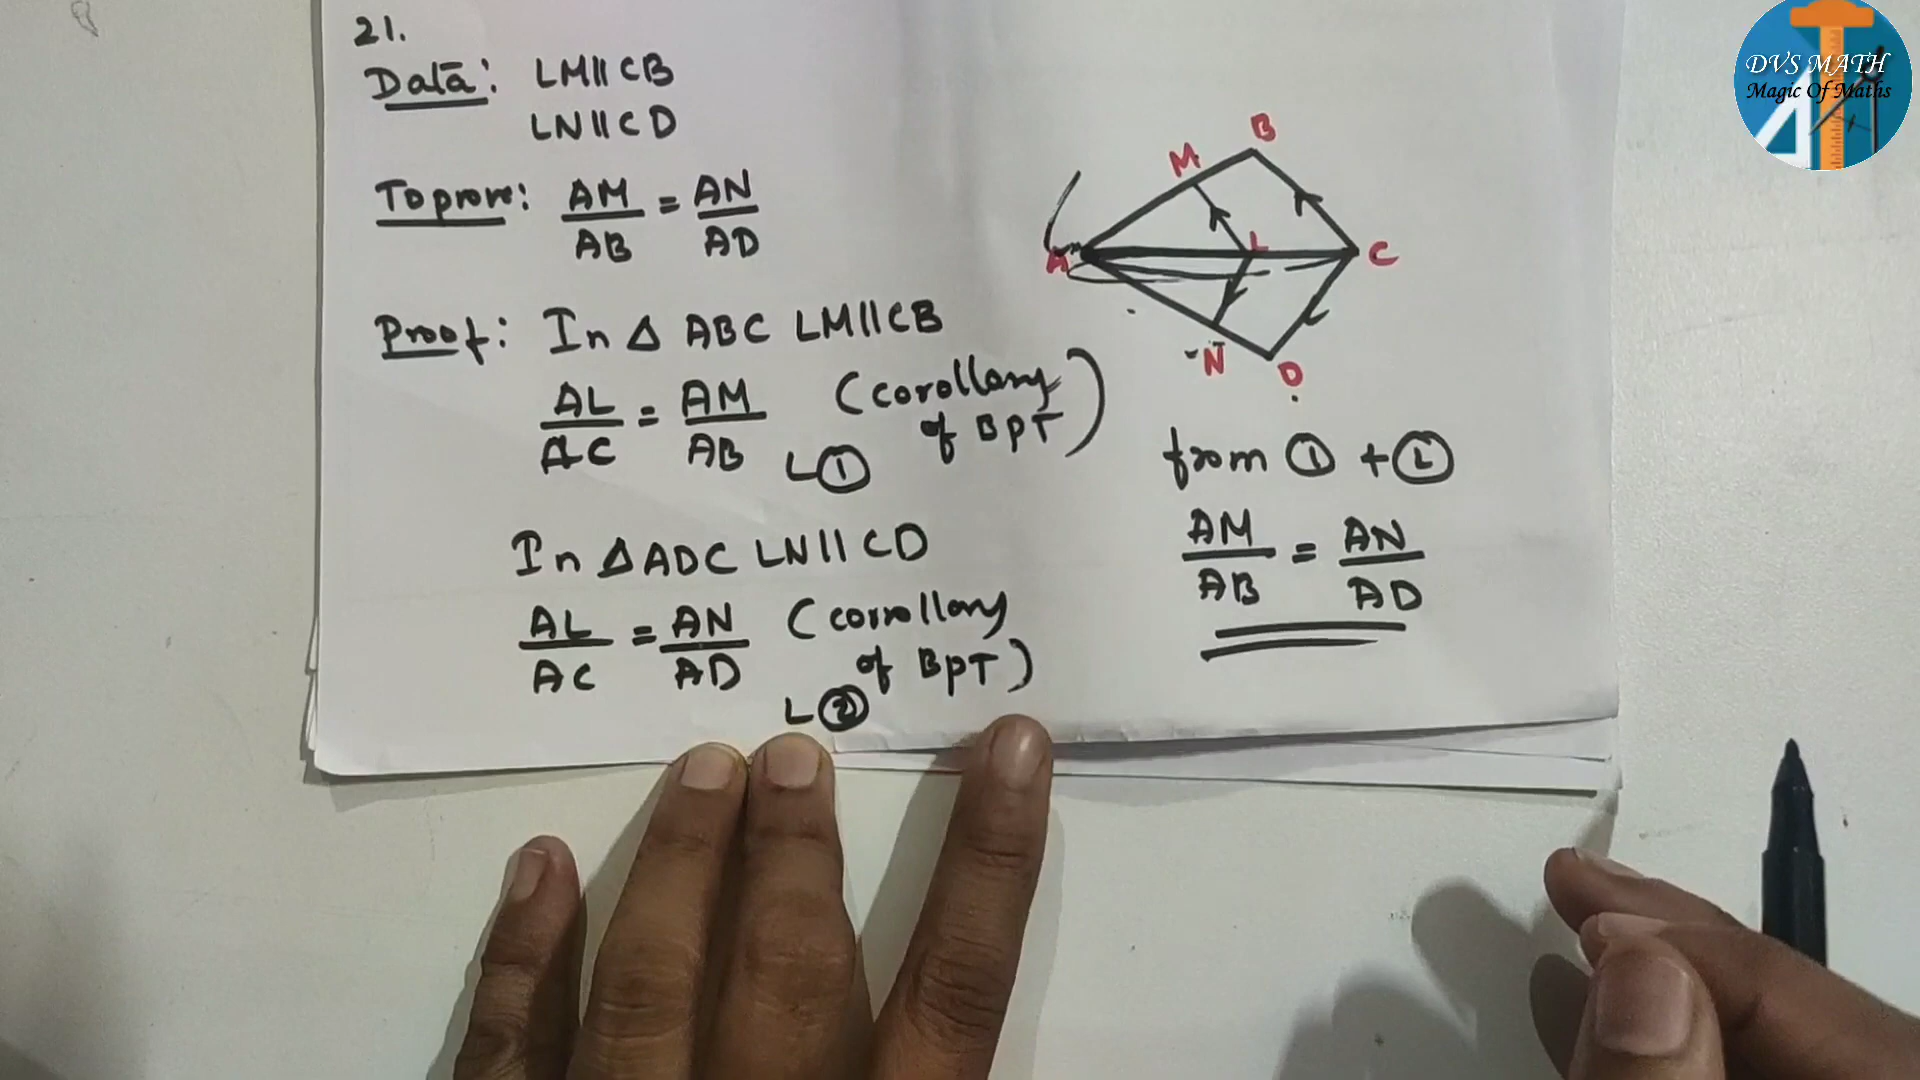 21.
Data: LM||CB
LN||CD
To prove: AM/AB = AN/AD
Proof: In Δ ABC LM||CB
AL/AC = AM/AB (corollary of BPT)
L①
In Δ ADC LN||CD
AL/AC = AN/AD (corollary of BPT)
L②
M B
A L C
N D
from ① + ②
AM/AB = AN/AD
DVS MATH
Magic Of Maths